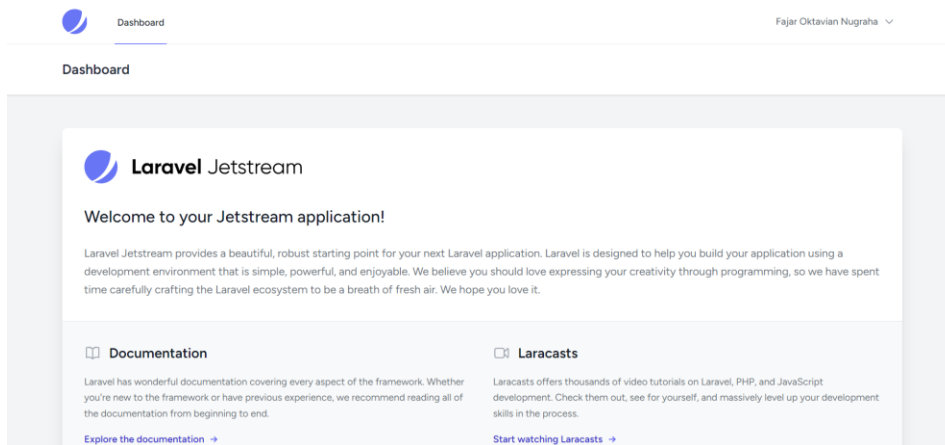 Dashboard
Fajar Oktavian Nugraha
Dashboard
Laravel Jetstream
Welcome to your Jetstream application!
Laravel Jetstream provides a beautiful, robust starting point for your next Laravel application. Laravel is designed to help you build your application using a
development environment that is simple, powerful, and enjoyable. We believe you should love expressing your creativity through programming, so we have spent
time carefully crafting the Laravel ecosystem to be a breath of fresh air. We hope you love it.
Documentation
Laravel has wonderful documentation covering every aspect of the framework. Whether
you're new to the framework or have previous experience, we recommend reading all of
the documentation from beginning to end.
Explore the documentation →
Laracasts
Laracasts offers thousands of video tutorials on Laravel, PHP, and JavaScript
development. Check them out, see for yourself, and massively level up your development
skills in the process.
Start watching Laracasts →